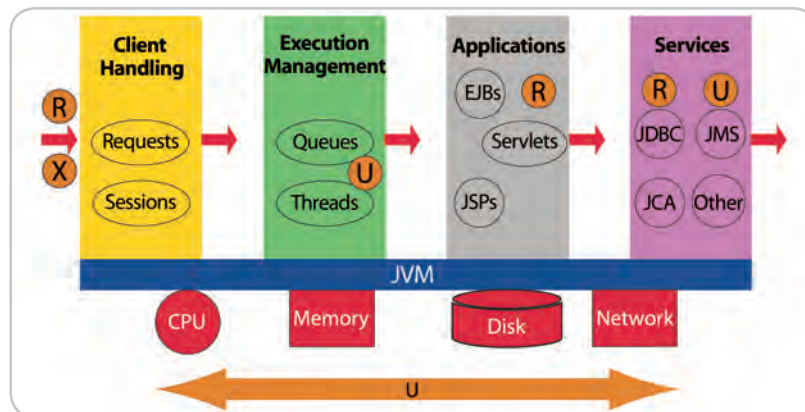 Client
Handling
Execution
Management
Applications
Services
R
X
Requests
Sessions
Queues
U
Threads
EJBs
R
Servlets
JSPs
R
U
JDBC
JMS
JCA
Other
JVM
CPU
Memory
Disk
Network
U